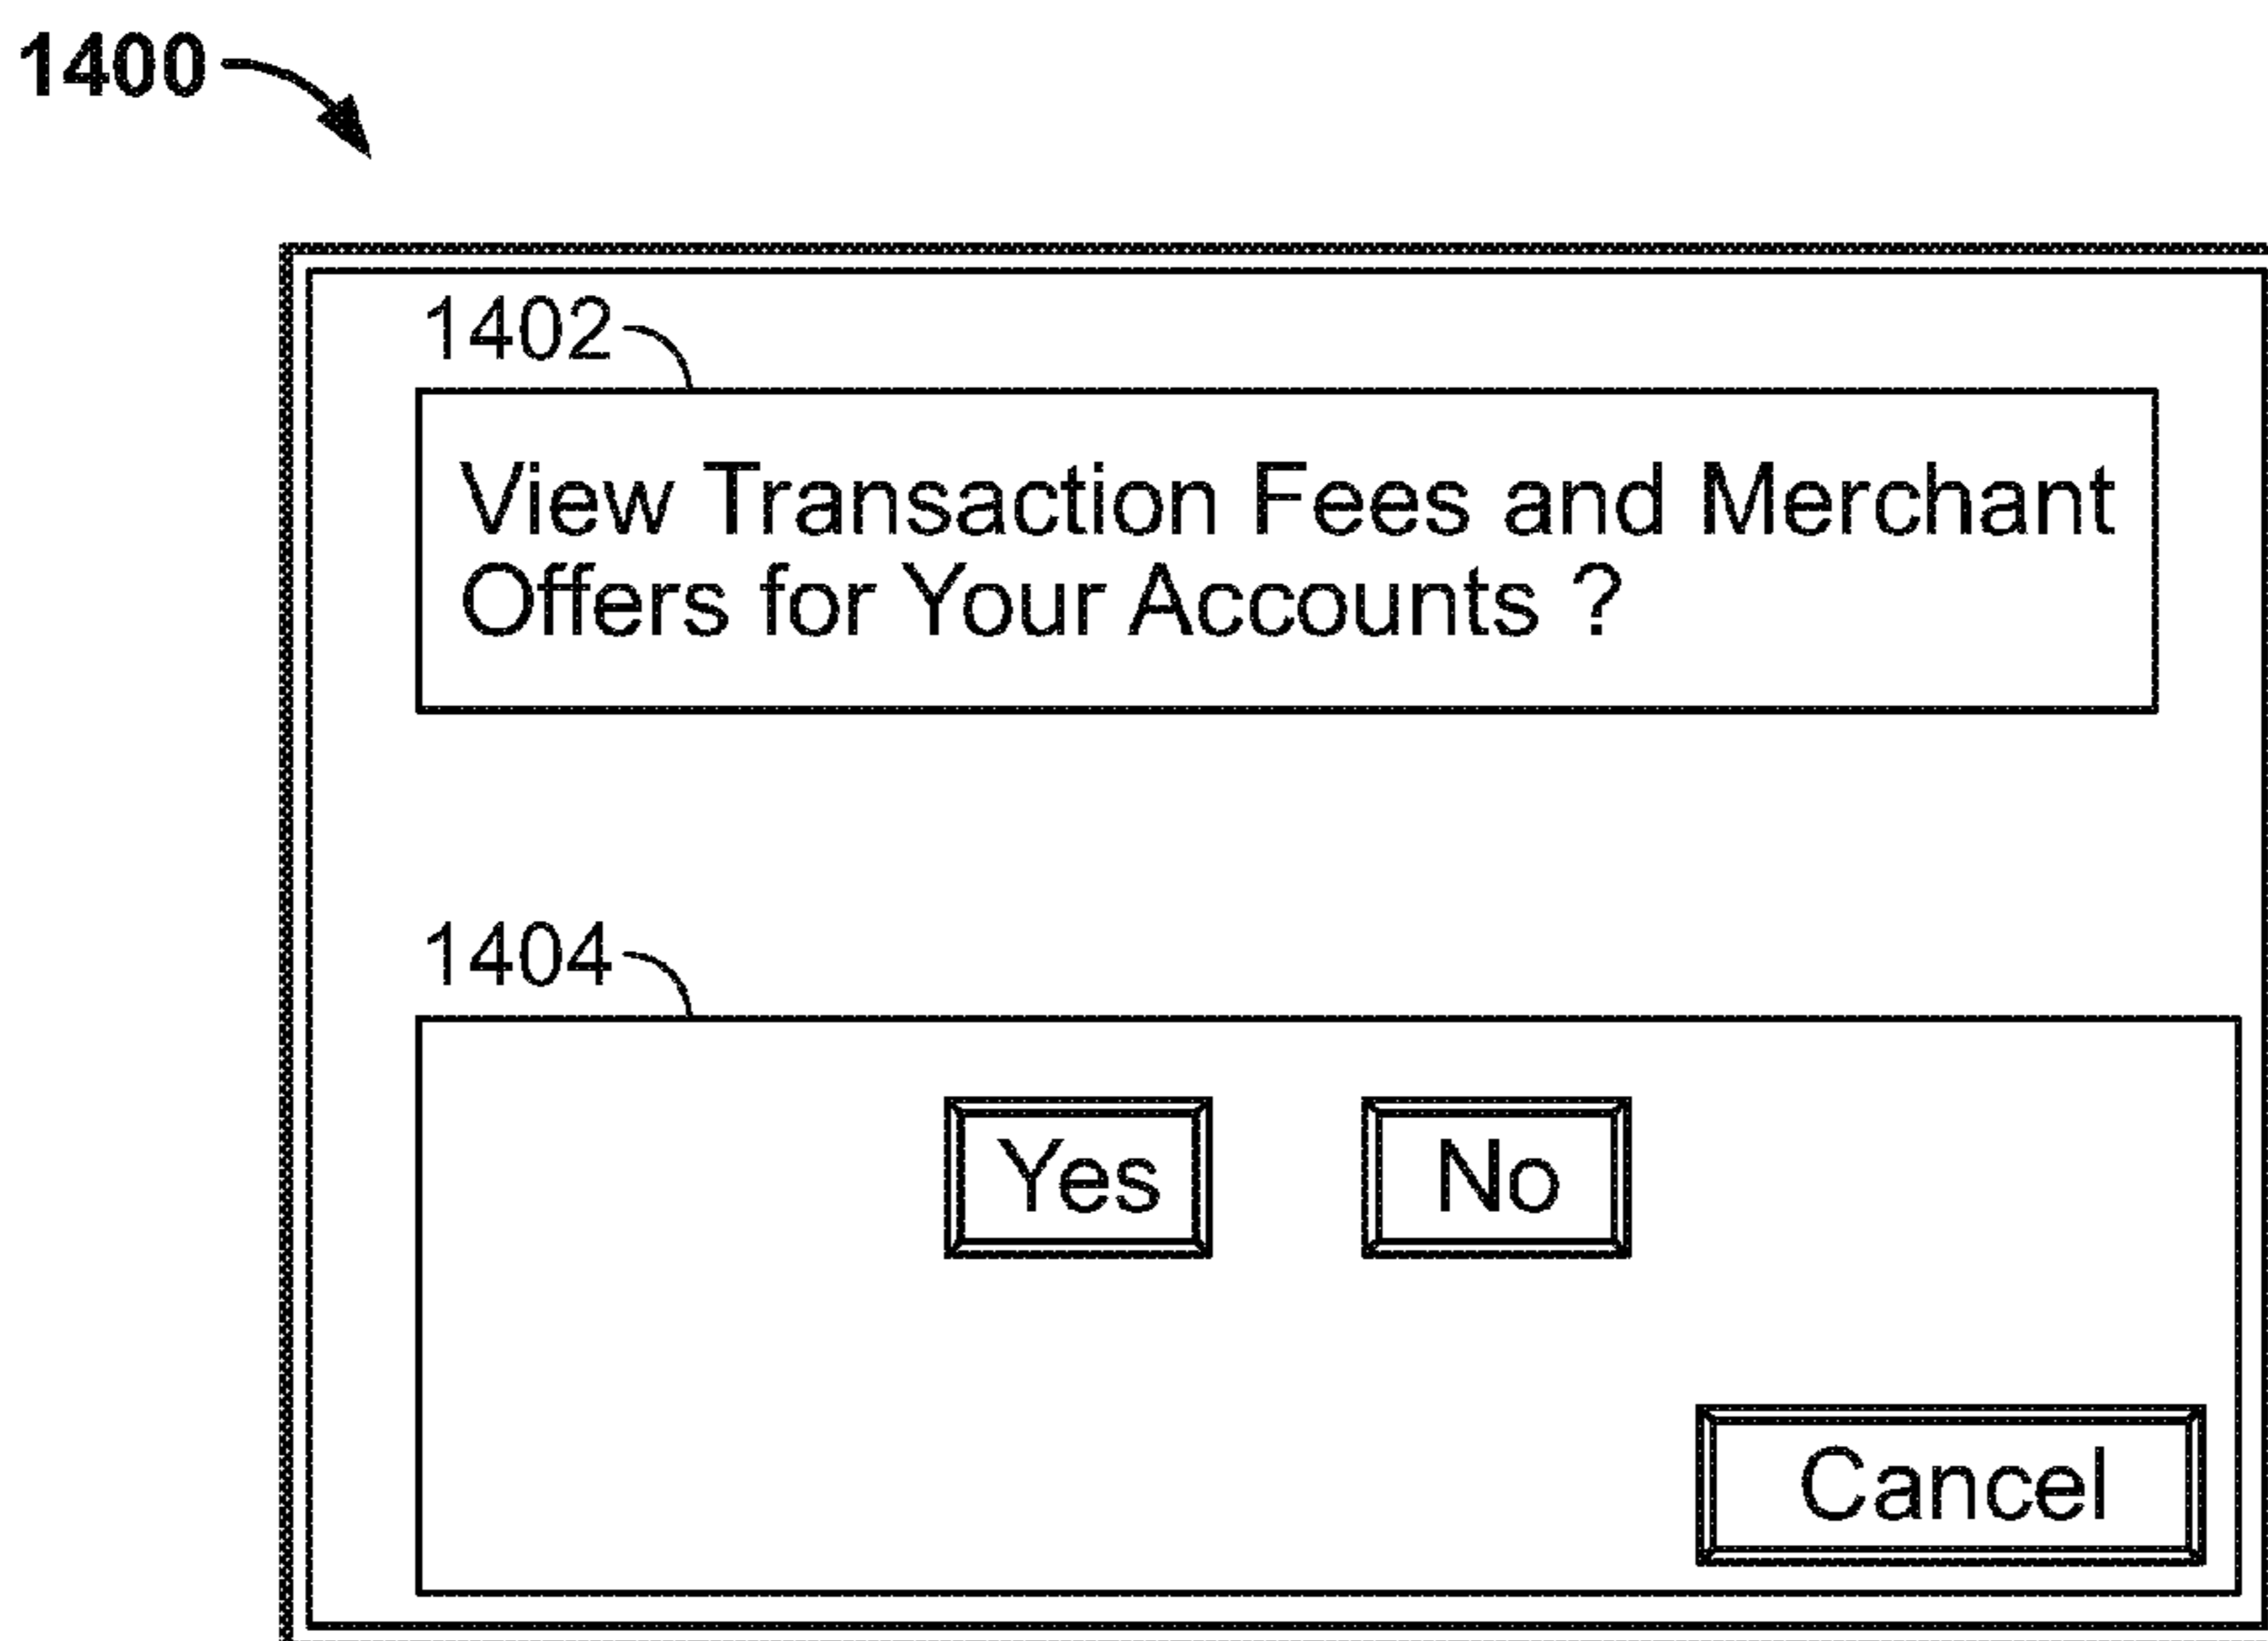 1400
1402
View Transaction Fees and Merchant
Offers for Your Accounts ?
1404
Yes No
Cancel